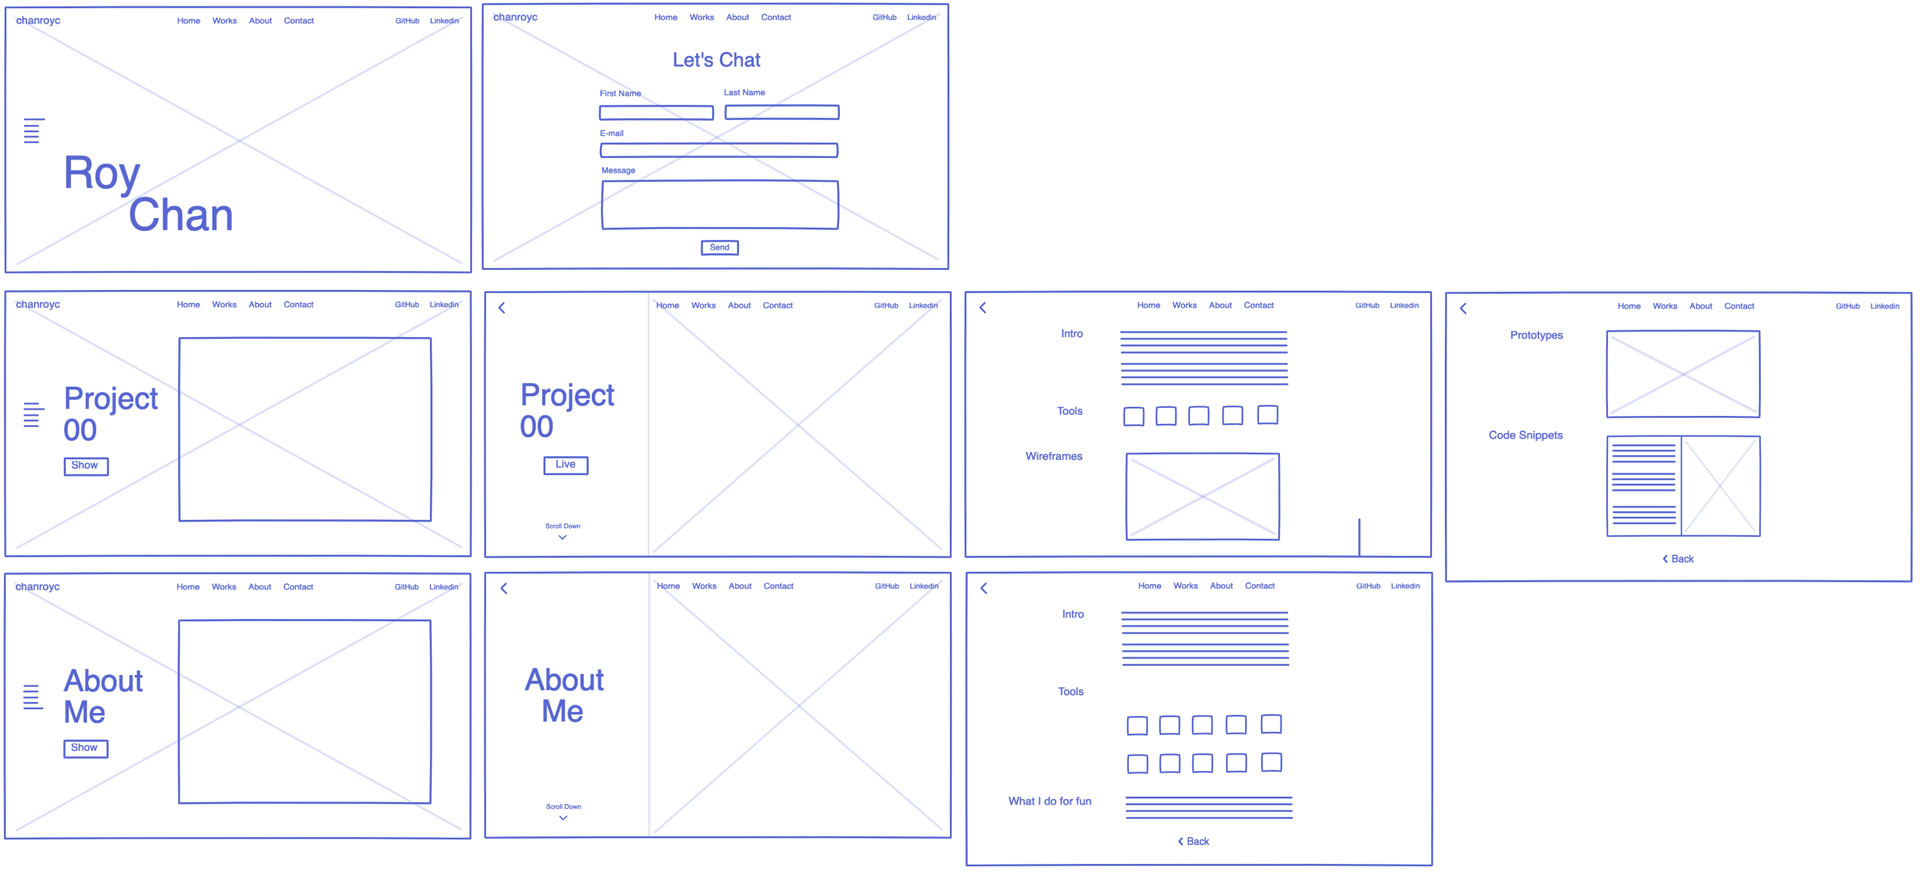 chanroyc Home Works About Contact GitHub Linkedin
Roy
Chan
chanroyc Home Works About Contact GitHub Linkedin
Let's Chat
First Name Last Name
E-mail
Message
Send
chanroyc Home Works About Contact GitHub Linkedin
Project
00
Show
Home Works About Contact GitHub Linkedin
Project
00
Live
Scroll Down
Home Works About Contact GitHub Linkedin
Intro
Tools
Wireframes
Home Works About Contact GitHub Linkedin
Prototypes
Code Snippets
Back
chanroyc Home Works About Contact GitHub Linkedin
About
Me
Show
Home Works About Contact GitHub Linkedin
About
Me
Scroll Down
Home Works About Contact GitHub Linkedin
Intro
Tools
What I do for fun
Back